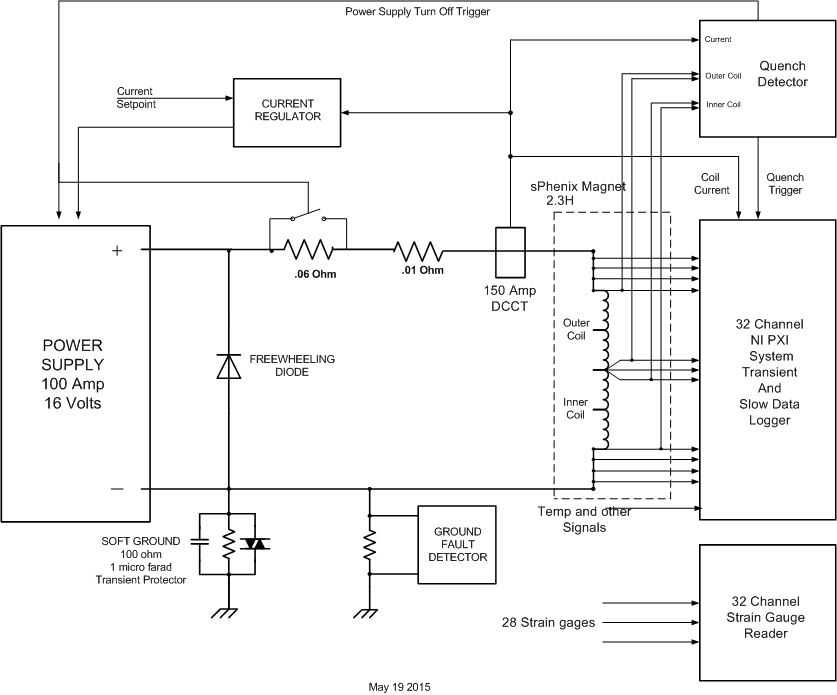 Power Supply Turn Off Trigger
Current
Outer Coil
Inner Coil
Quench
Detector
Current
Setpoint
CURRENT
REGULATOR
Coil
Current
Quench
Trigger
sPhenix Magnet
2.3H
+
.06 Ohm
.01 Ohm
150 Amp
DCCT
POWER
SUPPLY
100 Amp
16 Volts
FREEWHEELING
DIODE
Outer
Coil
Inner
Coil
32 Channel
NI PXI
System
Transient
And
Slow Data
Logger
—
Temp and other
Signals
SOFT GROUND
100 ohm
1 micro farad
Transient Protector
GROUND
FAULT
DETECTOR
28 Strain gages
32 Channel
Strain Gauge
Reader
May 19 2015